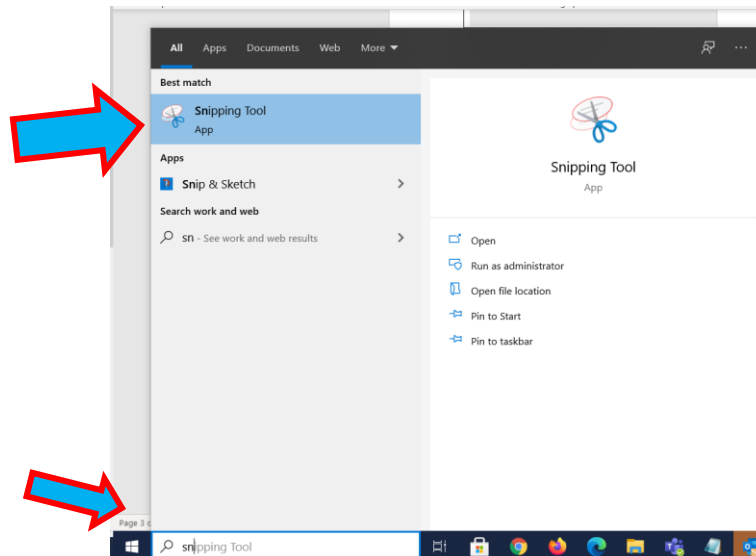 All Apps Documents Web More
Best match
Snipping Tool
App
Apps
Snip & Sketch
Search work and web
sn - See work and web results
Snipping Tool
App
Open
Run as administrator
Open file location
Pin to Start
Pin to taskbar
Page 3
snipping Tool